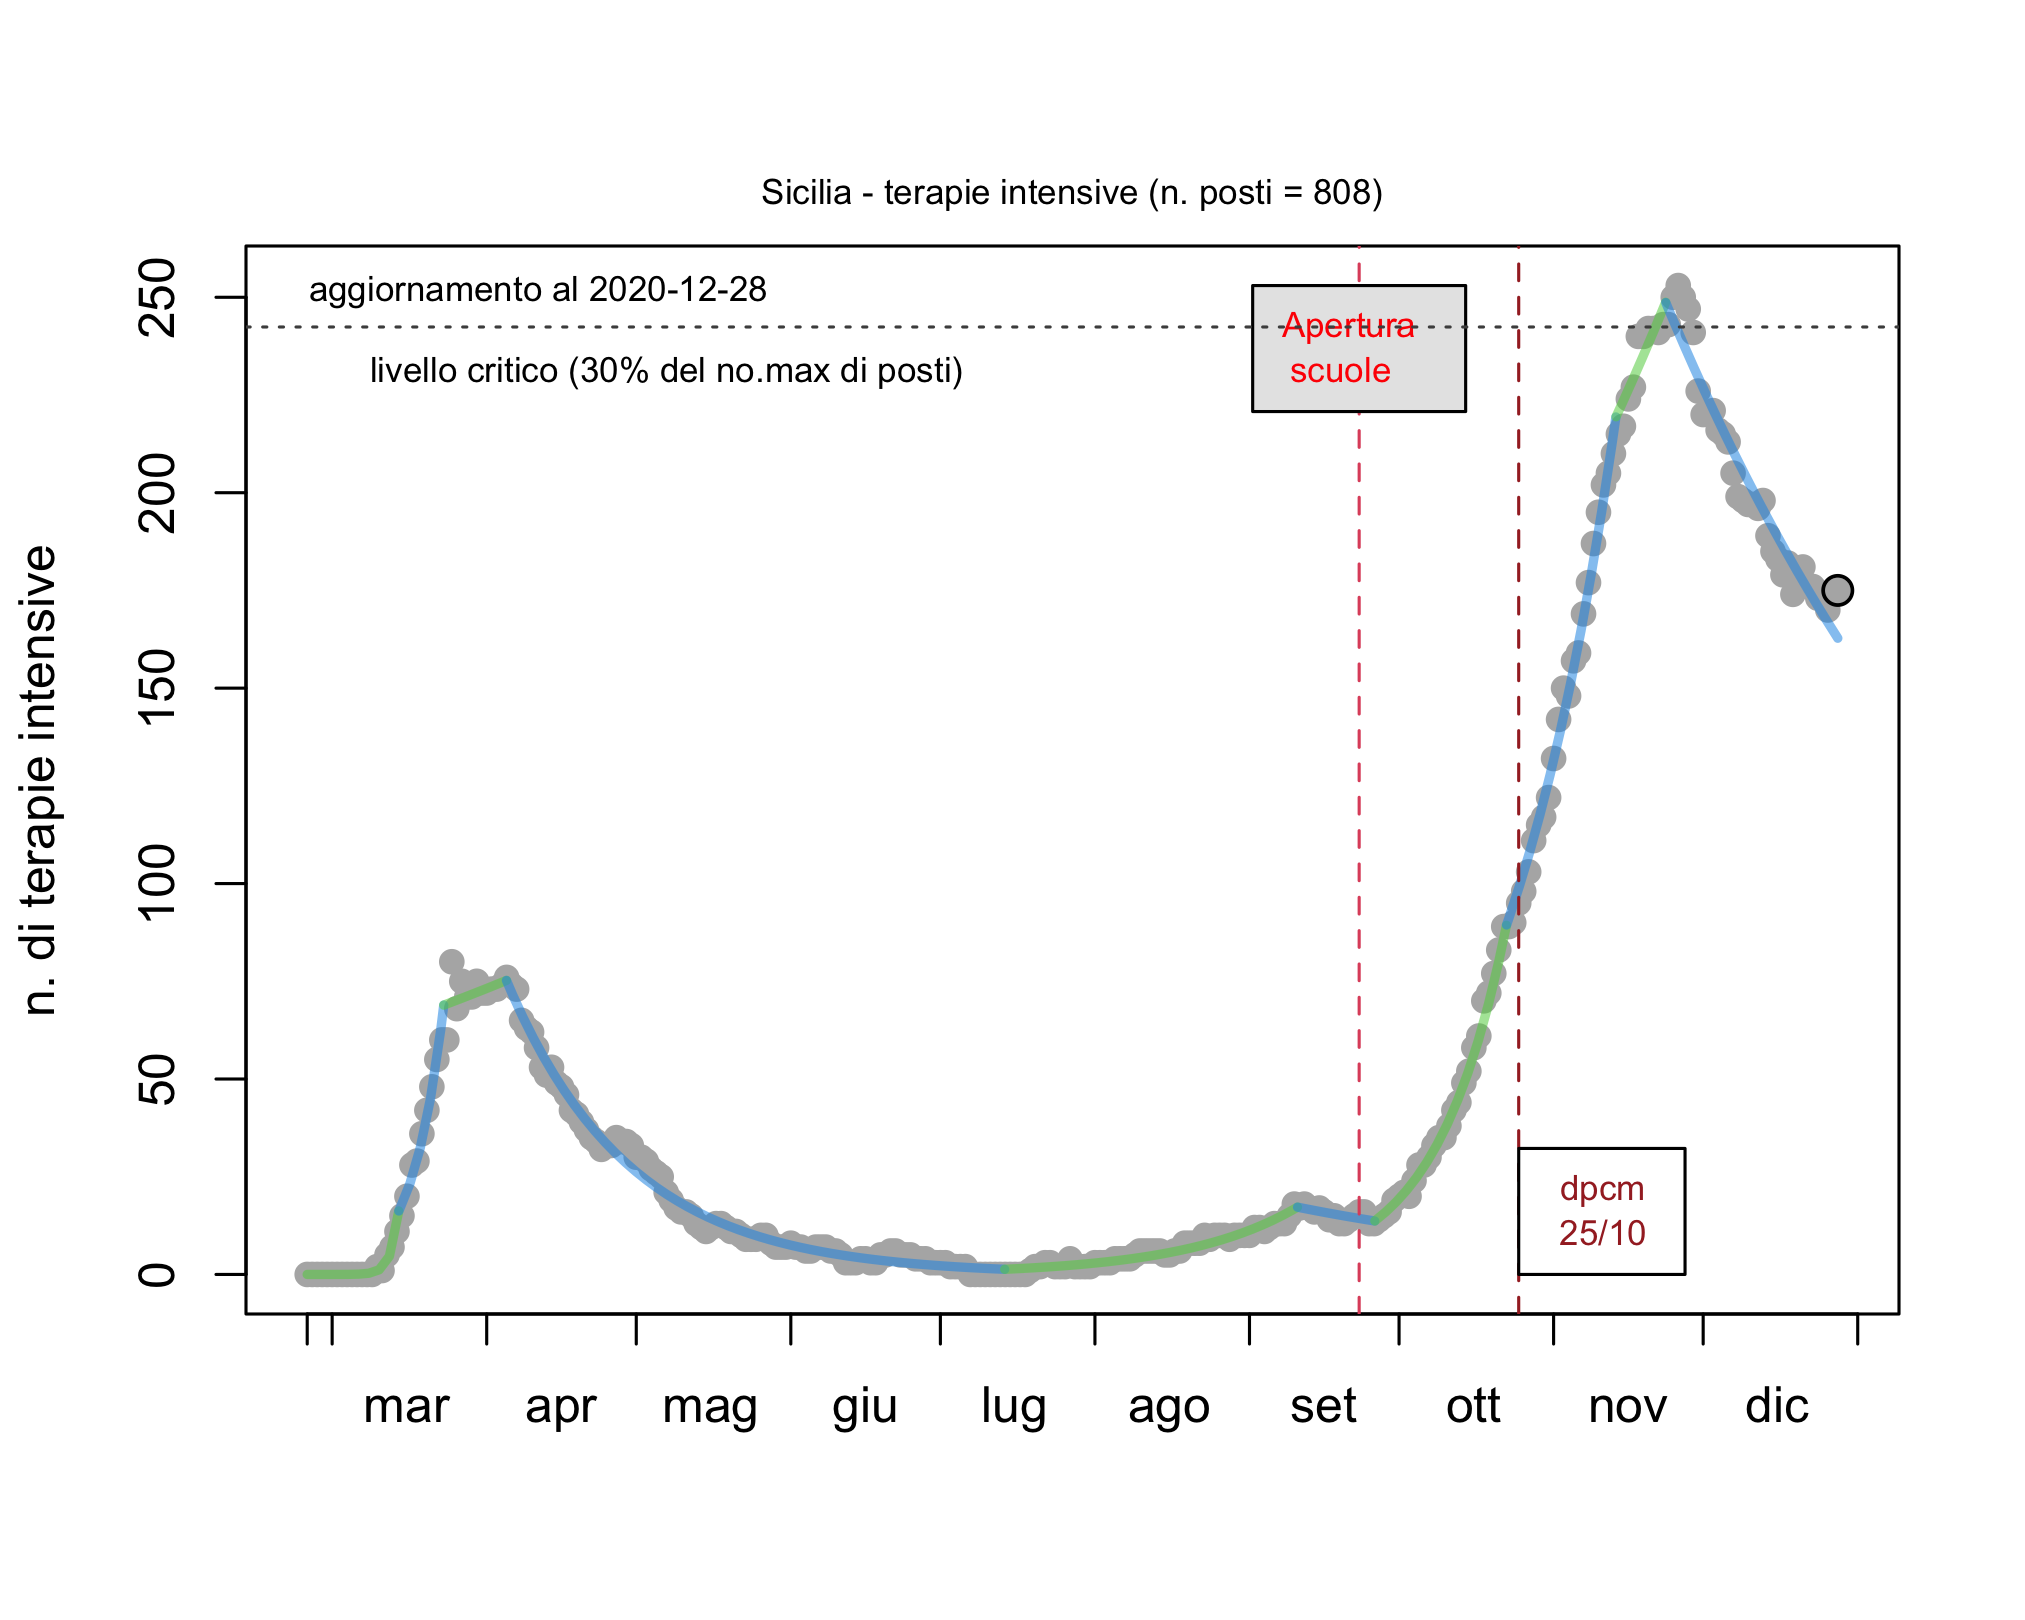 Sicilia - terapie intensive (n. posti = 808)
aggiornamento al 2020-12-28
livello critico (30% del no.max di posti)
Apertura
scuole
dpcm
25/10
n. di terapie intensive
250
200
150
100
50
0
mar apr mag giu lug ago set ott nov dic